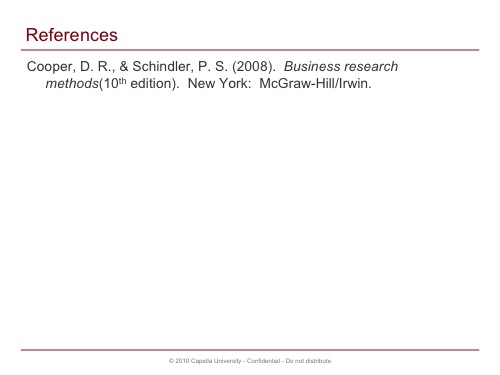 References
Cooper, D. R., & Schindler, P. S. (2008).  Business research
methods(10th edition).  New York:  McGraw-Hill/Irwin.
© 2010 Capella University - Confidential - Do not distribute